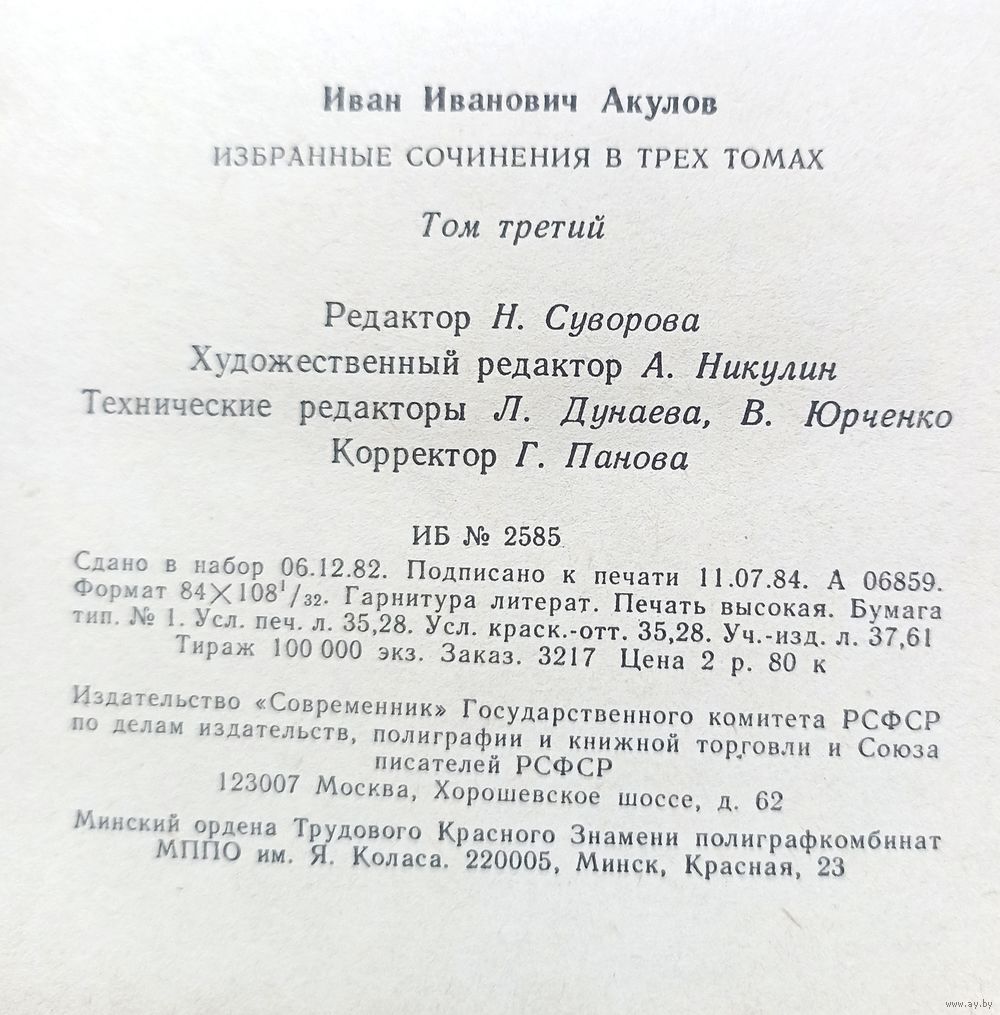 Иван Иванович Акулов
ИЗБРАННЫЕ СОЧИНЕНИЯ В ТРЕХ ТОМАХ
Том третий
Редактор Н. Суворова
Художественный редактор А. Никулин
Технические редакторы Л. Дунаева, В. Юрченко
Корректор Г. Панова
ИБ № 2585
Сдано в набор 06.12.82. Подписано к печати 11.07.84. А 06859.
Формат 84×108¹/₃₂. Гарнитура литерат. Печать высокая. Бумага
тип. № 1. Усл. печ. л. 35,28. Усл. краск.-отт. 35,28. Уч.-изд. л. 37,61
Тираж 100 000 экз. Заказ. 3217 Цена 2 р. 80 к
Издательство «Современник» Государственного комитета РСФСР
по делам издательств, полиграфии и книжной торговли и Союза
писателей РСФСР
123007 Москва, Хорошевское шоссе, д. 62
Минский ордена Трудового Красного Знамени полиграфкомбинат
МППО им. Я. Коласа. 220005, Минск, Красная, 23
www.ay.by